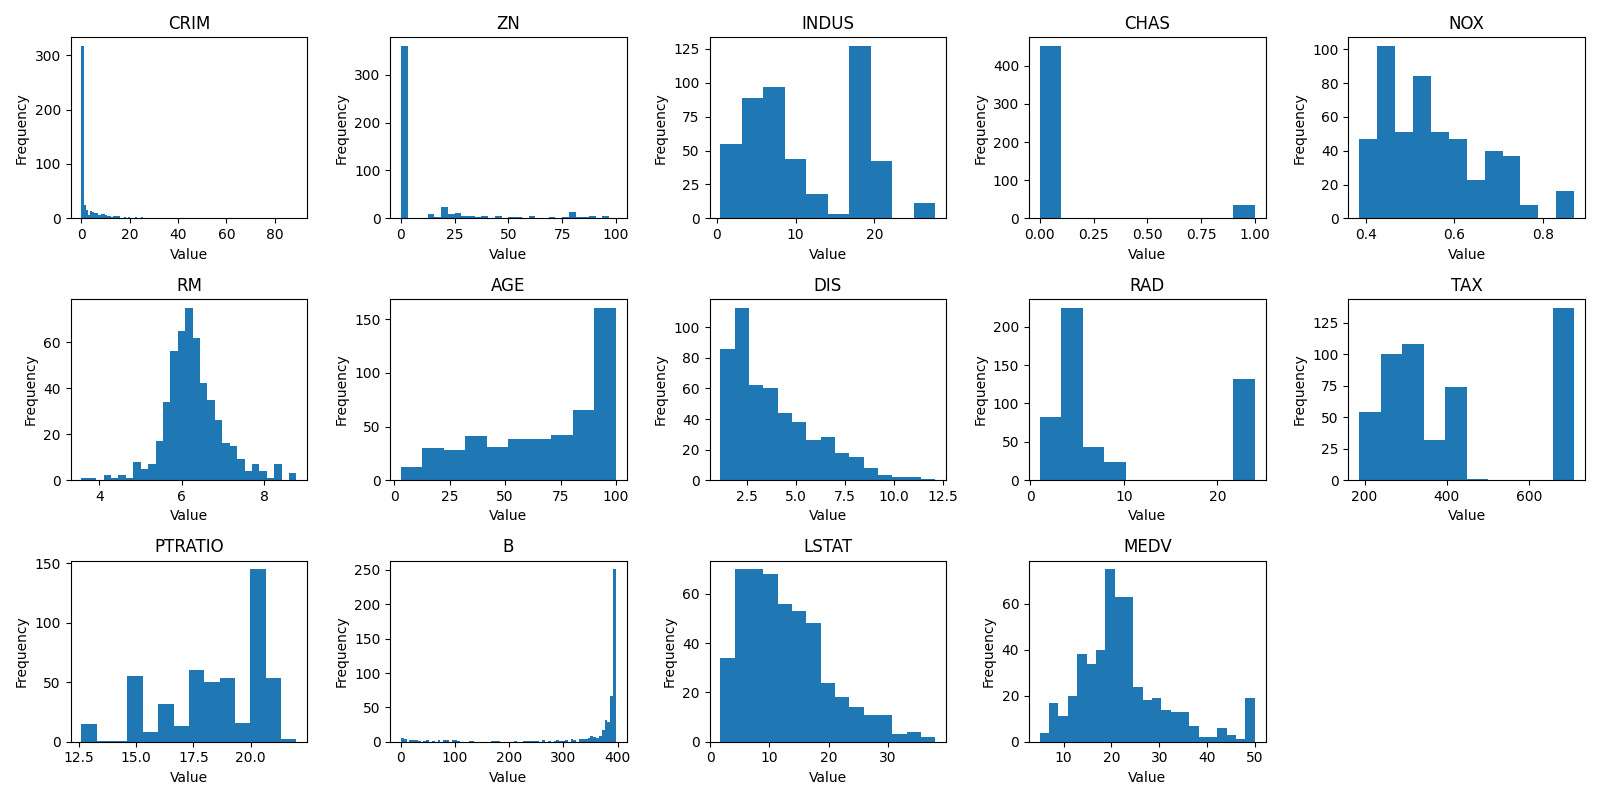 CRIM
ZN
INDUS
CHAS
NOX
Frequency
300
200
100
0
0 20 40 60 80
Value
Frequency
300
200
100
0
0 25 50 75 100
Value
Frequency
125
100
75
50
25
0
0 10 20
Value
Frequency
400
300
200
100
0
0.00 0.25 0.50 0.75 1.00
Value
Frequency
100
80
60
40
20
0
0.4 0.6 0.8
Value
RM
AGE
DIS
RAD
TAX
Frequency
60
40
20
0
4 6 8
Value
Frequency
150
100
50
0
0 25 50 75 100
Value
Frequency
100
80
60
40
20
0
2.5 5.0 7.5 10.0 12.5
Value
Frequency
200
150
100
50
0
0 10 20
Value
Frequency
125
100
75
50
25
0
200 400 600
Value
PTRATIO
B
LSTAT
MEDV
Frequency
150
100
50
0
12.5 15.0 17.5 20.0
Value
Frequency
250
200
150
100
50
0
0 100 200 300 400
Value
Frequency
60
40
20
0
0 10 20 30
Value
Frequency
60
40
20
0
10 20 30 40 50
Value